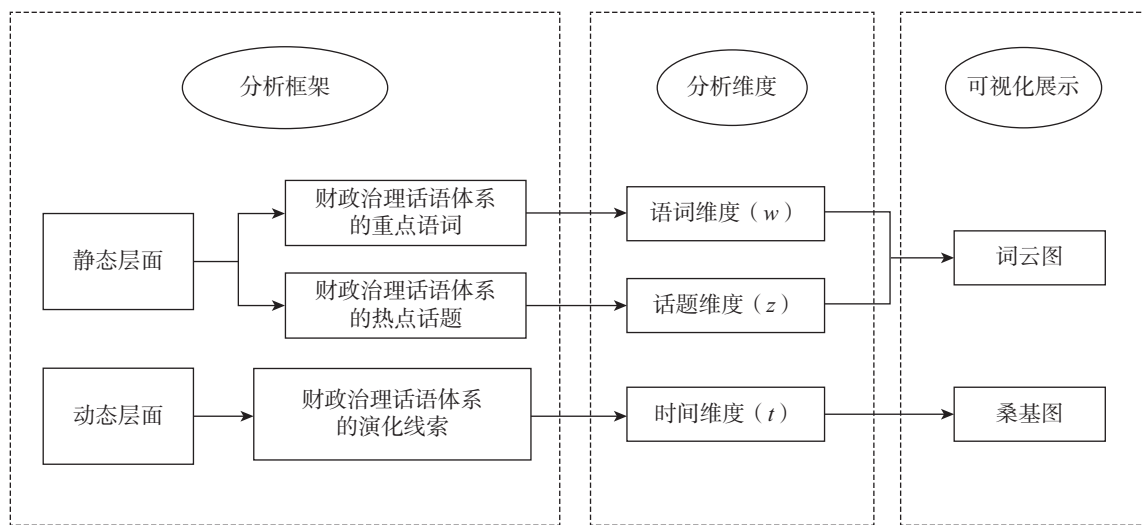 分析框架
分析维度
可视化展示
静态层面
财政治理话语体系
的重点语词
语词维度（w）
财政治理话语体系
的热点话题
话题维度（z）
词云图
动态层面
财政治理话语体系
的演化线索
时间维度（t）
桑基图